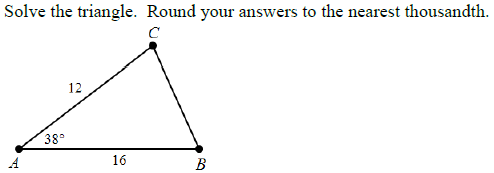 Solve the triangle. Round your answers to the nearest thousandth.
C
12
38°
A
16
B